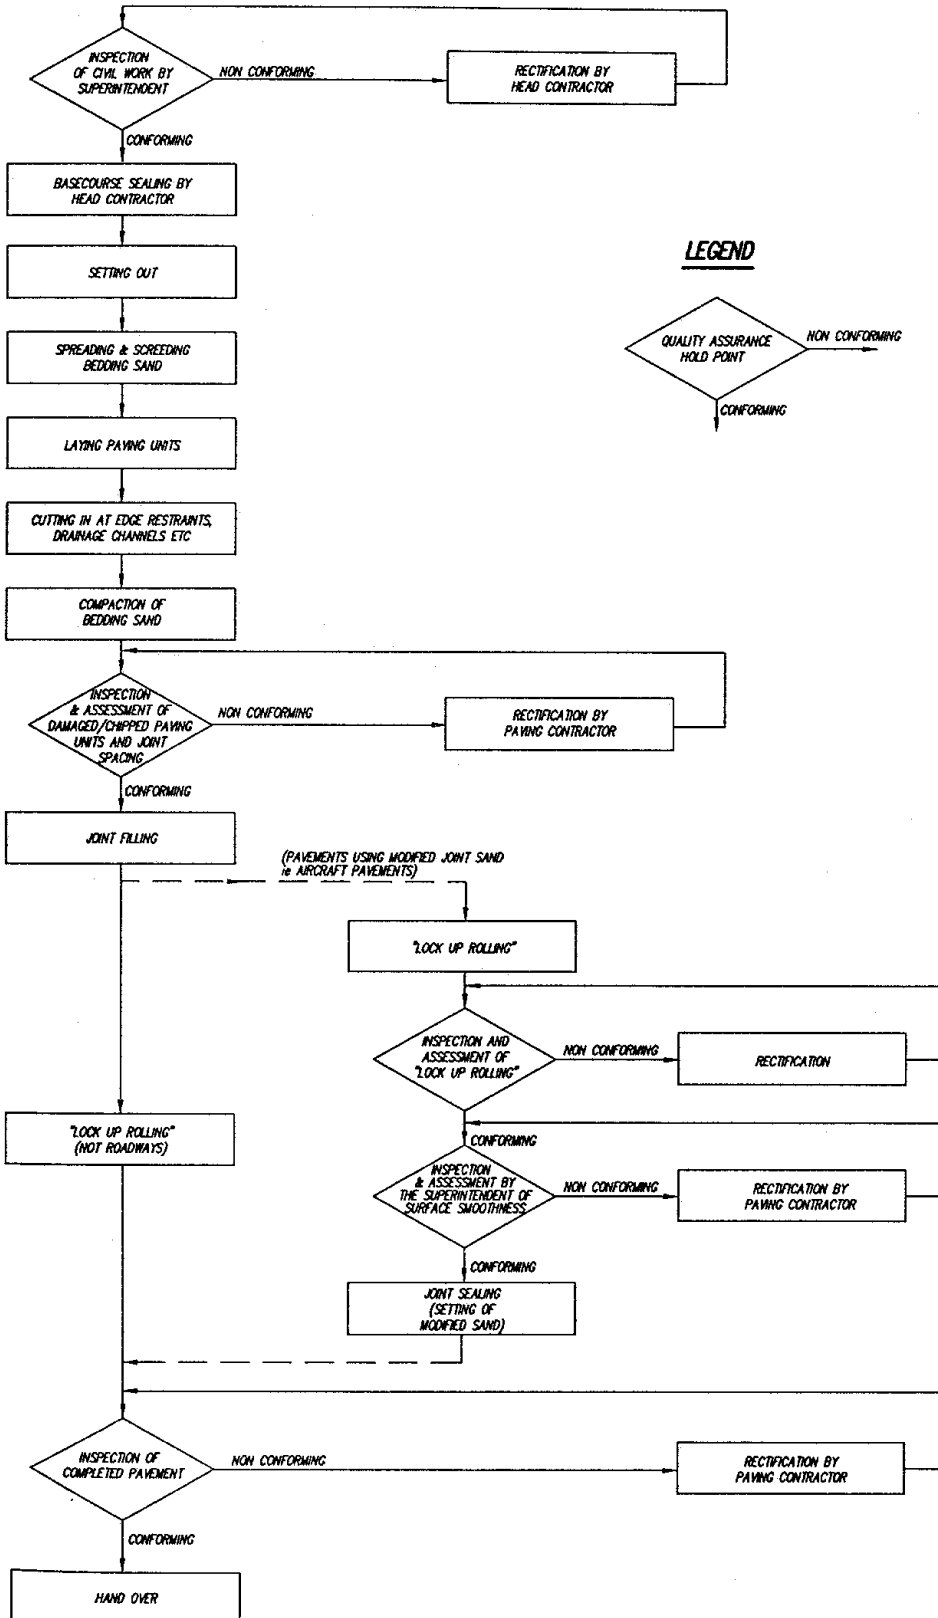 INSPECTION
OF CIVIL WORK BY
SUPERINTENDENT
NON CONFORMING
RECTIFICATION BY
HEAD CONTRACTOR
CONFORMING
BASECOURSE SEALING BY
HEAD CONTRACTOR
SETTING OUT
SPREADING & SCREEDING
BEDDING SAND
LAYING PAVING UNITS
CUTTING IN AT EDGE RESTRAINTS,
DRAINAGE CHANNELS ETC
COMPACTION OF
BEDDING SAND
LEGEND
QUALITY ASSURANCE
HOLD POINT
NON CONFORMING
CONFORMING
INSPECTION
& ASSESSMENT OF
DAMAGED/CHIPPED PAVING
UNITS AND JOINT
SPACING
NON CONFORMING
RECTIFICATION BY
PAVING CONTRACTOR
CONFORMING
JOINT FILLING
(PAVEMENTS USING MODIFIED JOINT SAND
ie AIRCRAFT PAVEMENTS)
"LOCK UP ROLLING"
INSPECTION AND
ASSESSMENT OF
"LOCK UP ROLLING"
NON CONFORMING
RECTIFICATION
"LOCK UP ROLLING"
(NOT ROADWAYS)
CONFORMING
INSPECTION
& ASSESSMENT BY
THE SUPERINTENDENT OF
SURFACE SMOOTHNESS
NON CONFORMING
RECTIFICATION BY
PAVING CONTRACTOR
CONFORMING
JOINT SEALING
(SETTING OF
MODIFIED SAND)
INSPECTION OF
COMPLETED PAVEMENT
NON CONFORMING
RECTIFICATION BY
PAVING CONTRACTOR
CONFORMING
HAND OVER